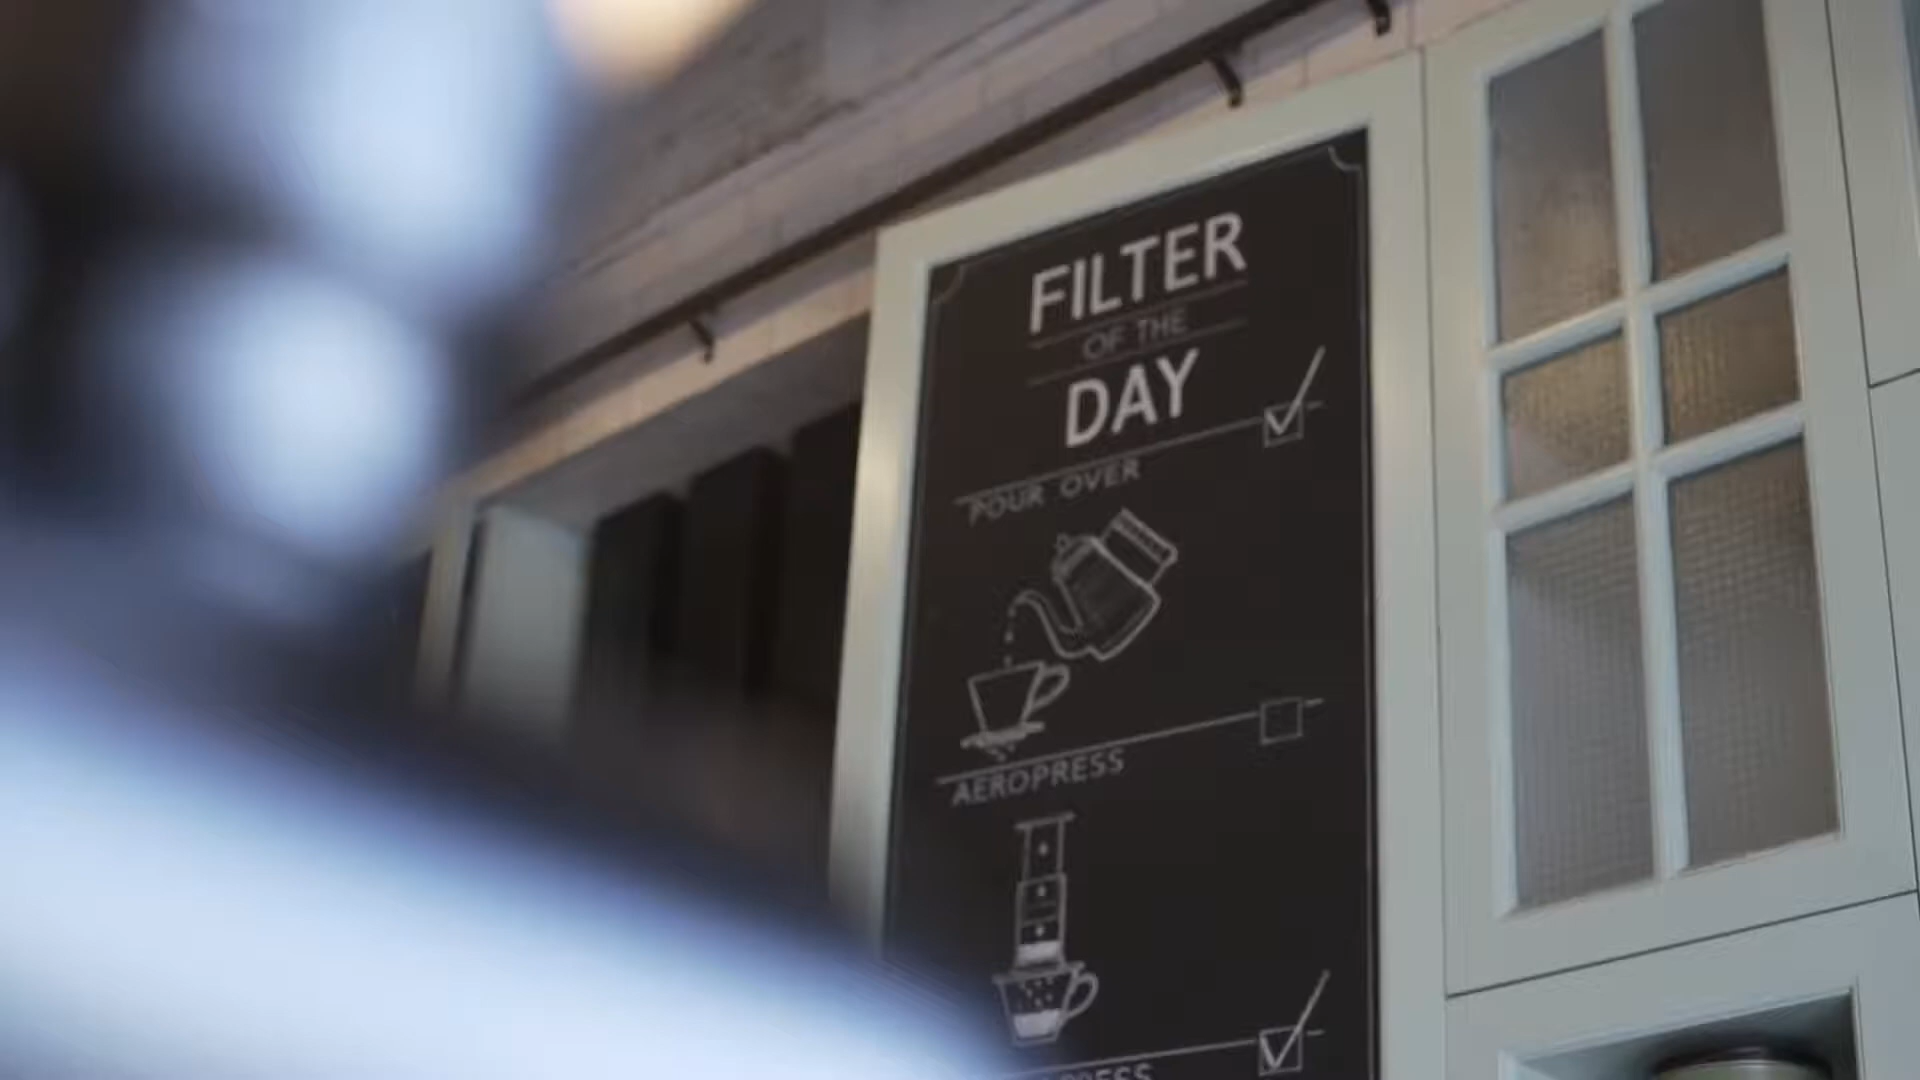 FILTER
OF THE
DAY
POUR OVER
AEROPRESS